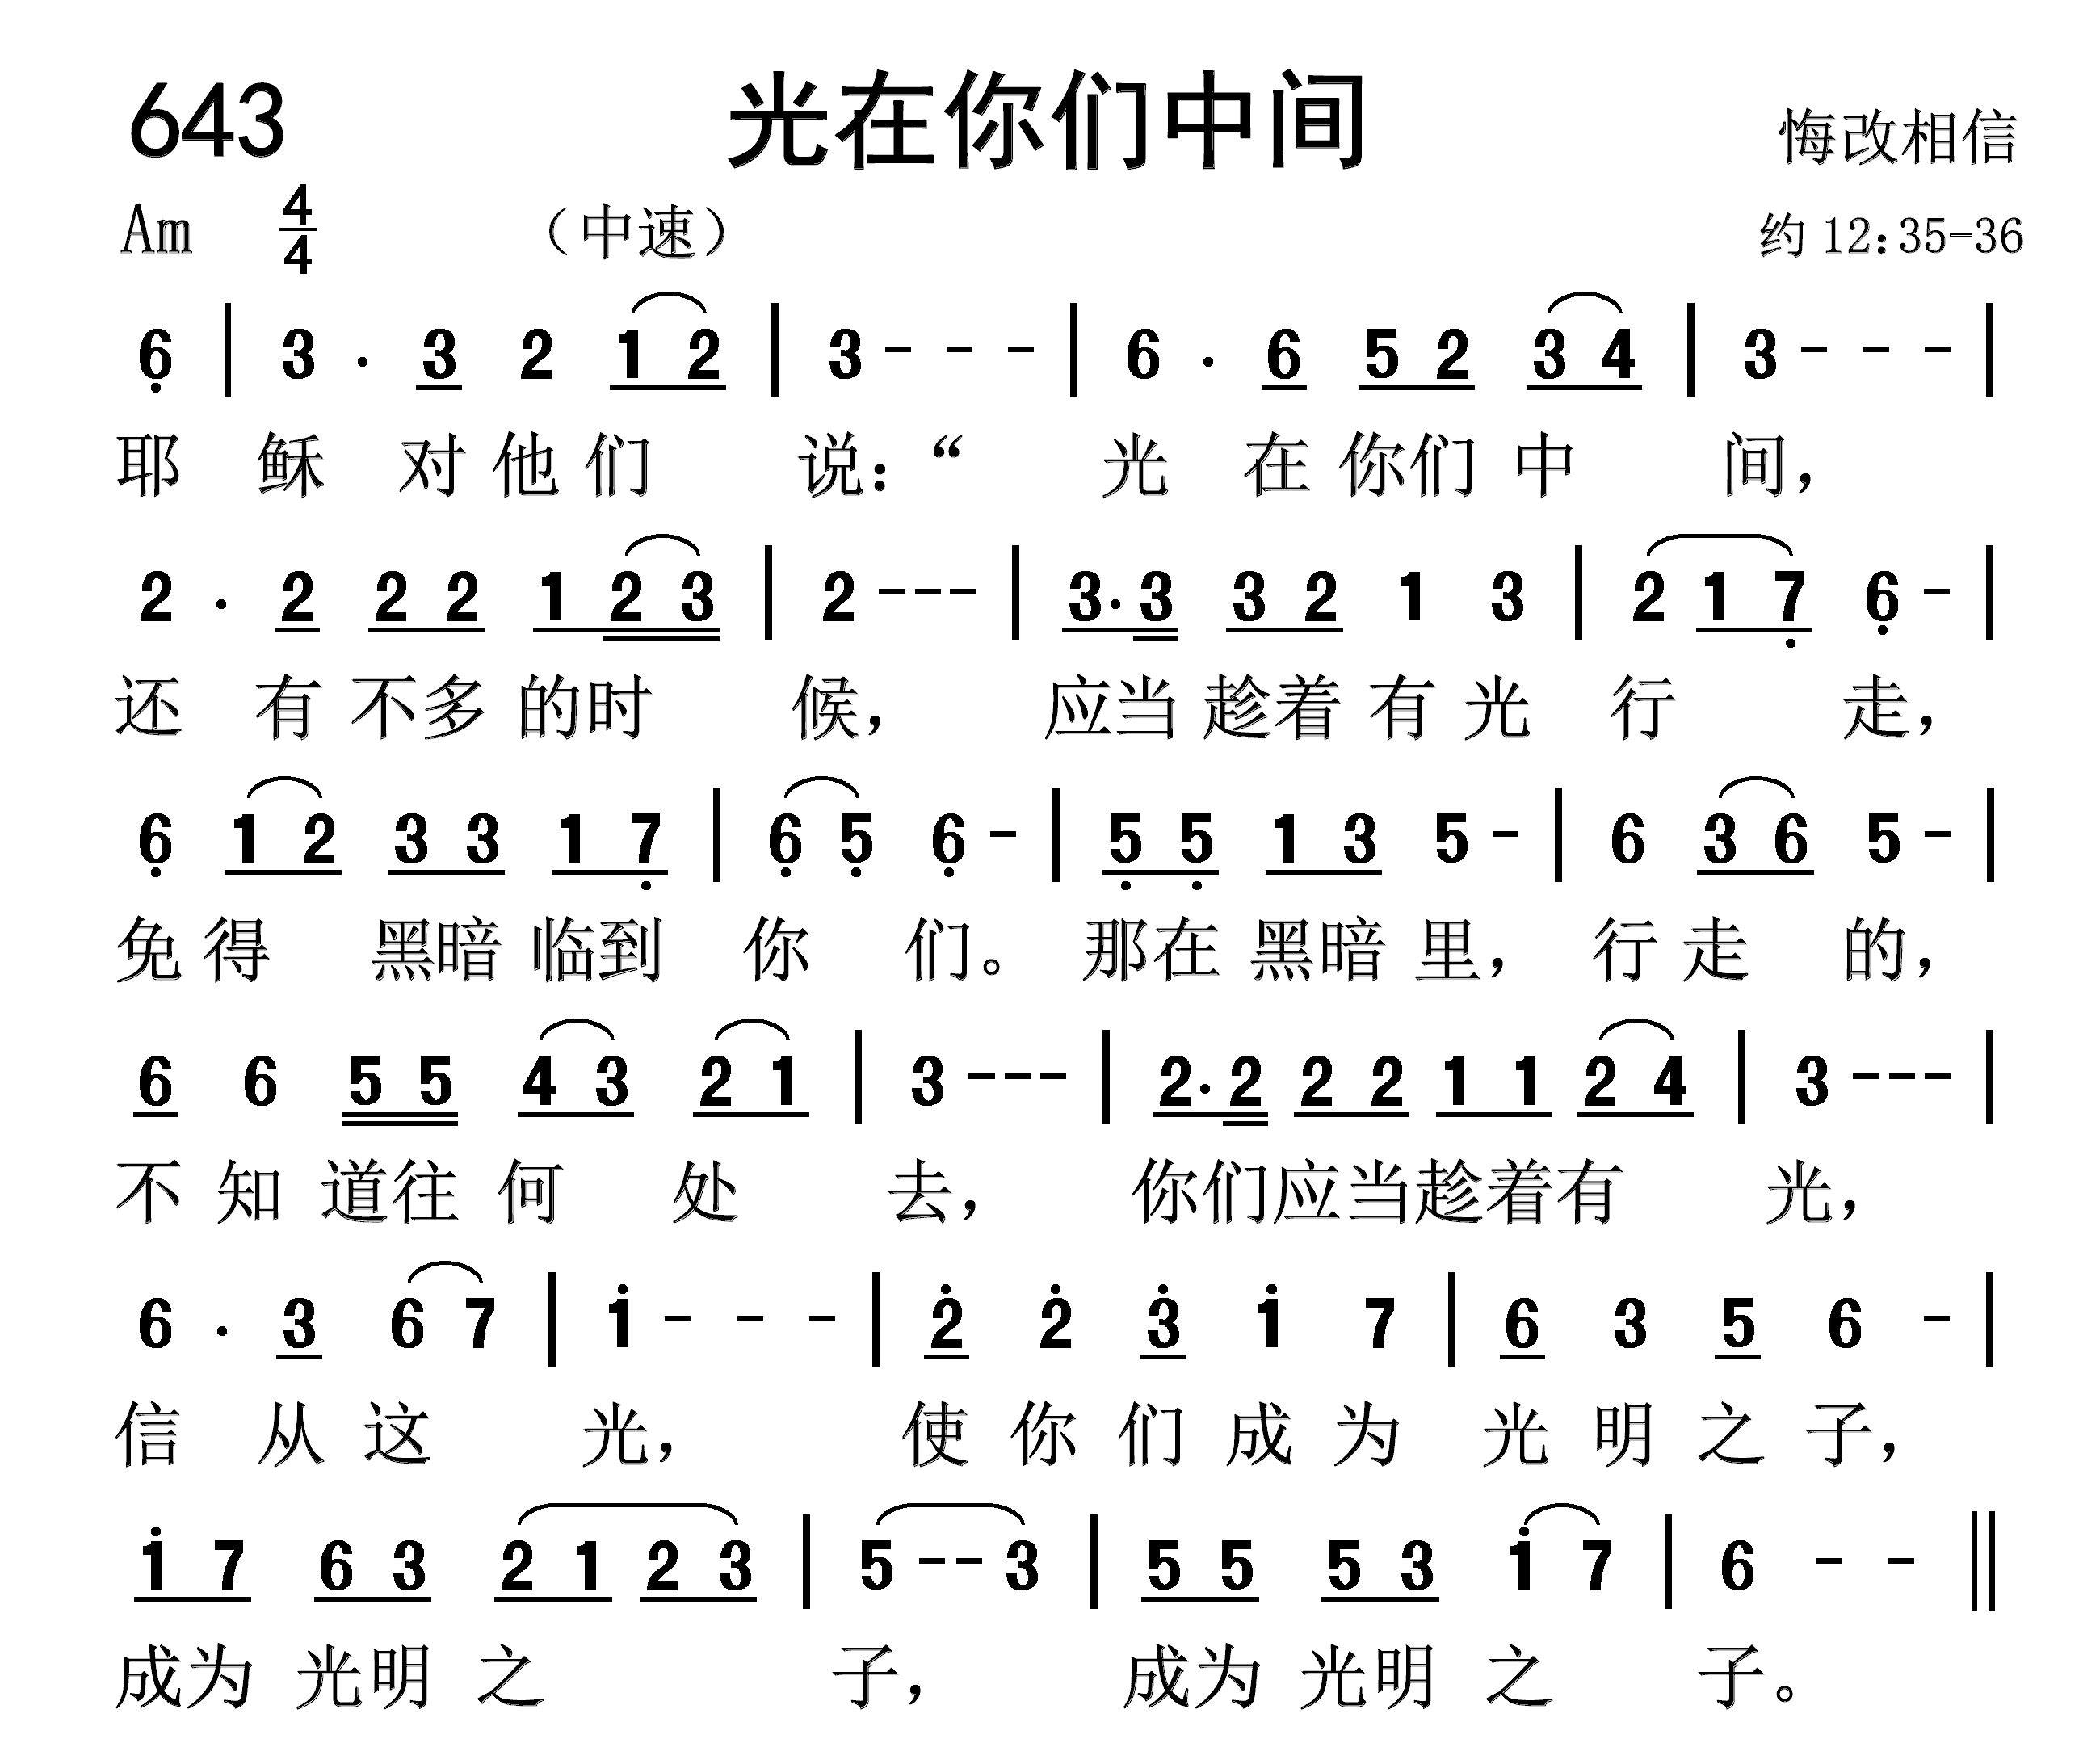 643 光在你们中间 悔改相信
Am 4/4 （中速） 约 12：35-36
6̣ | 3 · 3 2 1 2 | 3 - - - | 6 · 6 5 2 3 4 | 3 - - - |
耶 稣 对 他 们 说：“ 光 在 你们 中 间，
2 · 2 2 2 1 2 3 | 2 - - - | 3 · 3 3 2 1 3 | 2 1 7̣ 6̣ - |
还 有 不多 的时 候， 应当 趁着 有 光 行 走，
6̣ 1 2 3 3 1 7̣ | 6̣ 5̣ 6̣ - | 5̣ 5̣ 1 3 5 - | 6 3 6 5 - |
免 得 黑暗 临到 你 们。 那在 黑暗 里， 行 走 的，
6 6 5 5 4 3 2 1 | 3 - - - | 2 · 2 2 2 1 1 2 4 | 3 - - - |
不 知 道往 何 处 去， 你们应当趁着有 光，
6 · 3 6 7 | 1̇ - - - | 2̇ 2̇ 3̇ 1̇ 7 | 6 3 5 6 - |
信 从 这 光， 使 你 们 成 为 光 明 之 子，
1̇ 7 6 3 2 1 2 3 | 5 - - 3 | 5 5 5 3 1̇ 7 | 6 - - ‖
成为 光明 之 子， 成为 光明 之 子。